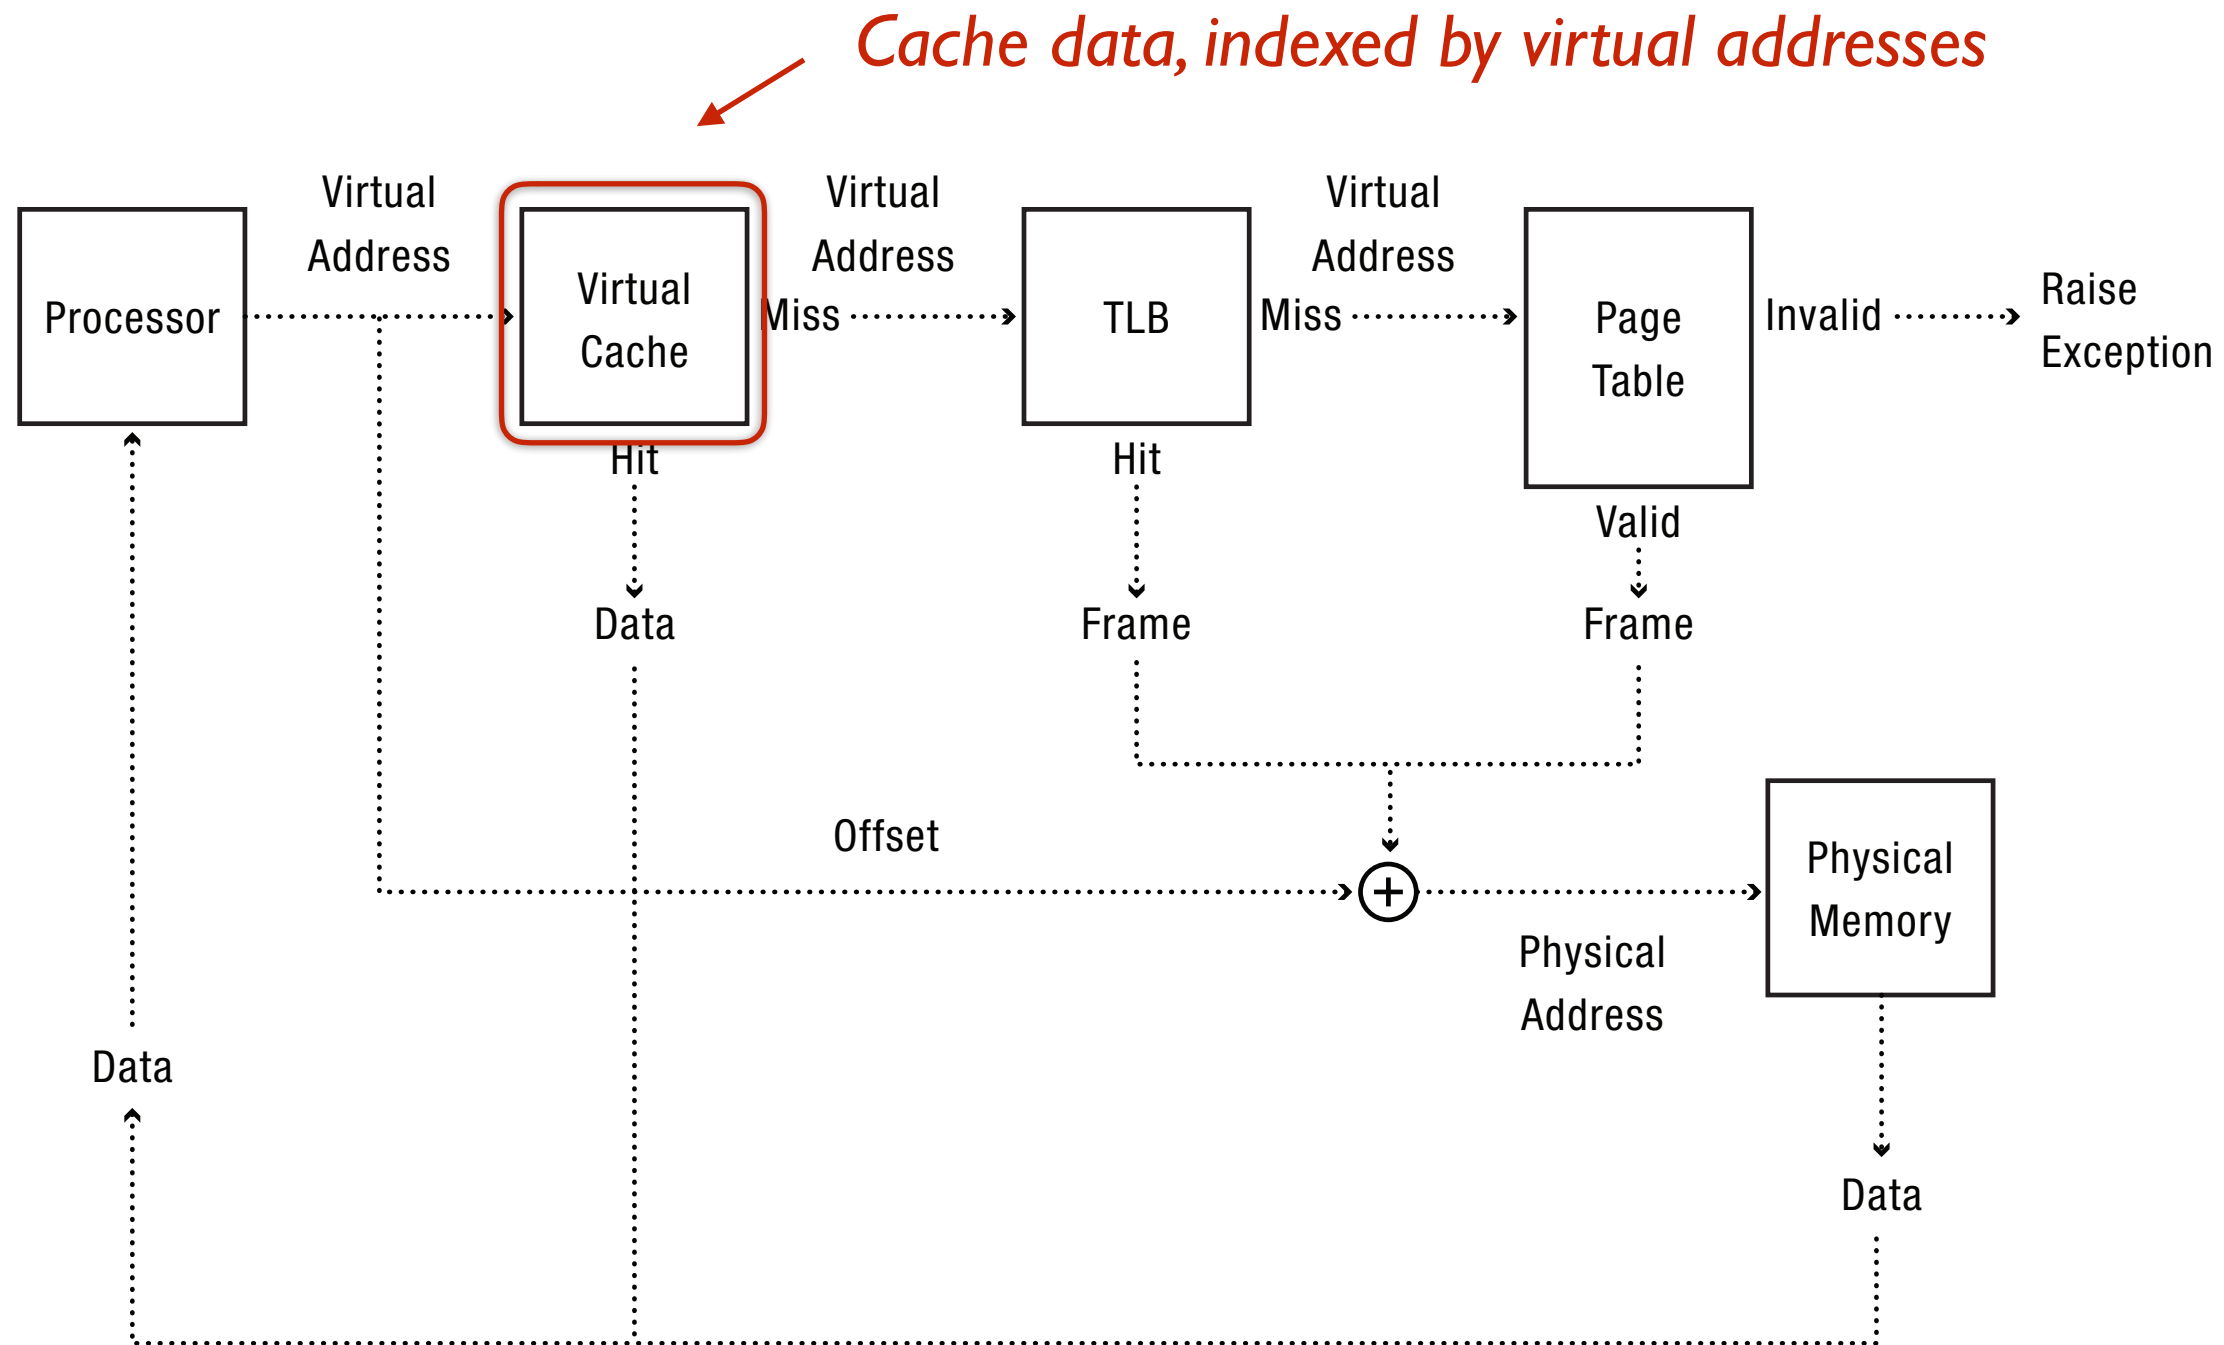 Cache data, indexed by virtual addresses
Virtual
Address
Virtual
Address
Virtual
Address
Processor
Virtual
Cache
Miss
TLB
Miss
Page
Table
Invalid
Raise
Exception
Hit
Hit
Valid
Data
Frame
Frame
Offset
+
Physical
Memory
Physical
Address
Data
Data